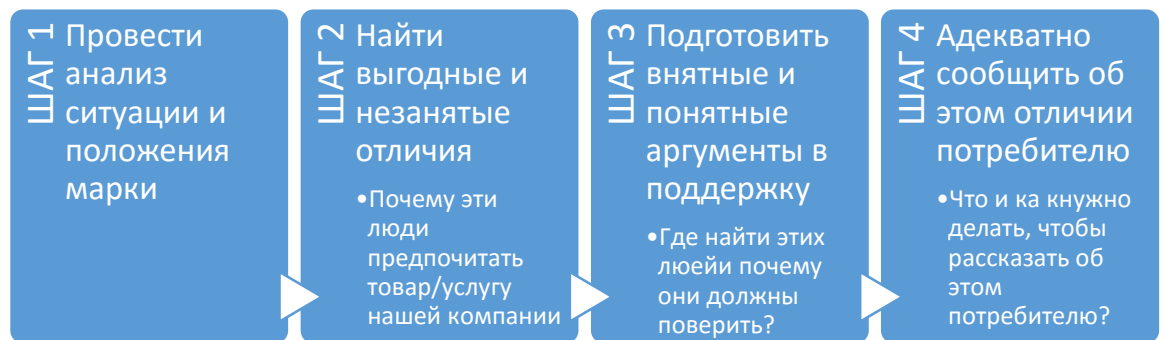 ШАГ 1
Провести
анализ
ситуации и
положения
марки
ШАГ 2
Найти
выгодные и
незанятые
отличия
•Почему эти
люди
предпочитать
товар/услугу
нашей компании
ШАГ 3
Подготовить
внятные и
понятные
аргументы в
поддержку
•Где найти этих
люейи почему
они должны
поверить?
ШАГ 4
Адекватно
сообщить об
этом отличии
потребителю
•Что и ка кнужно
делать, чтобы
рассказать об
этом
потребителю?